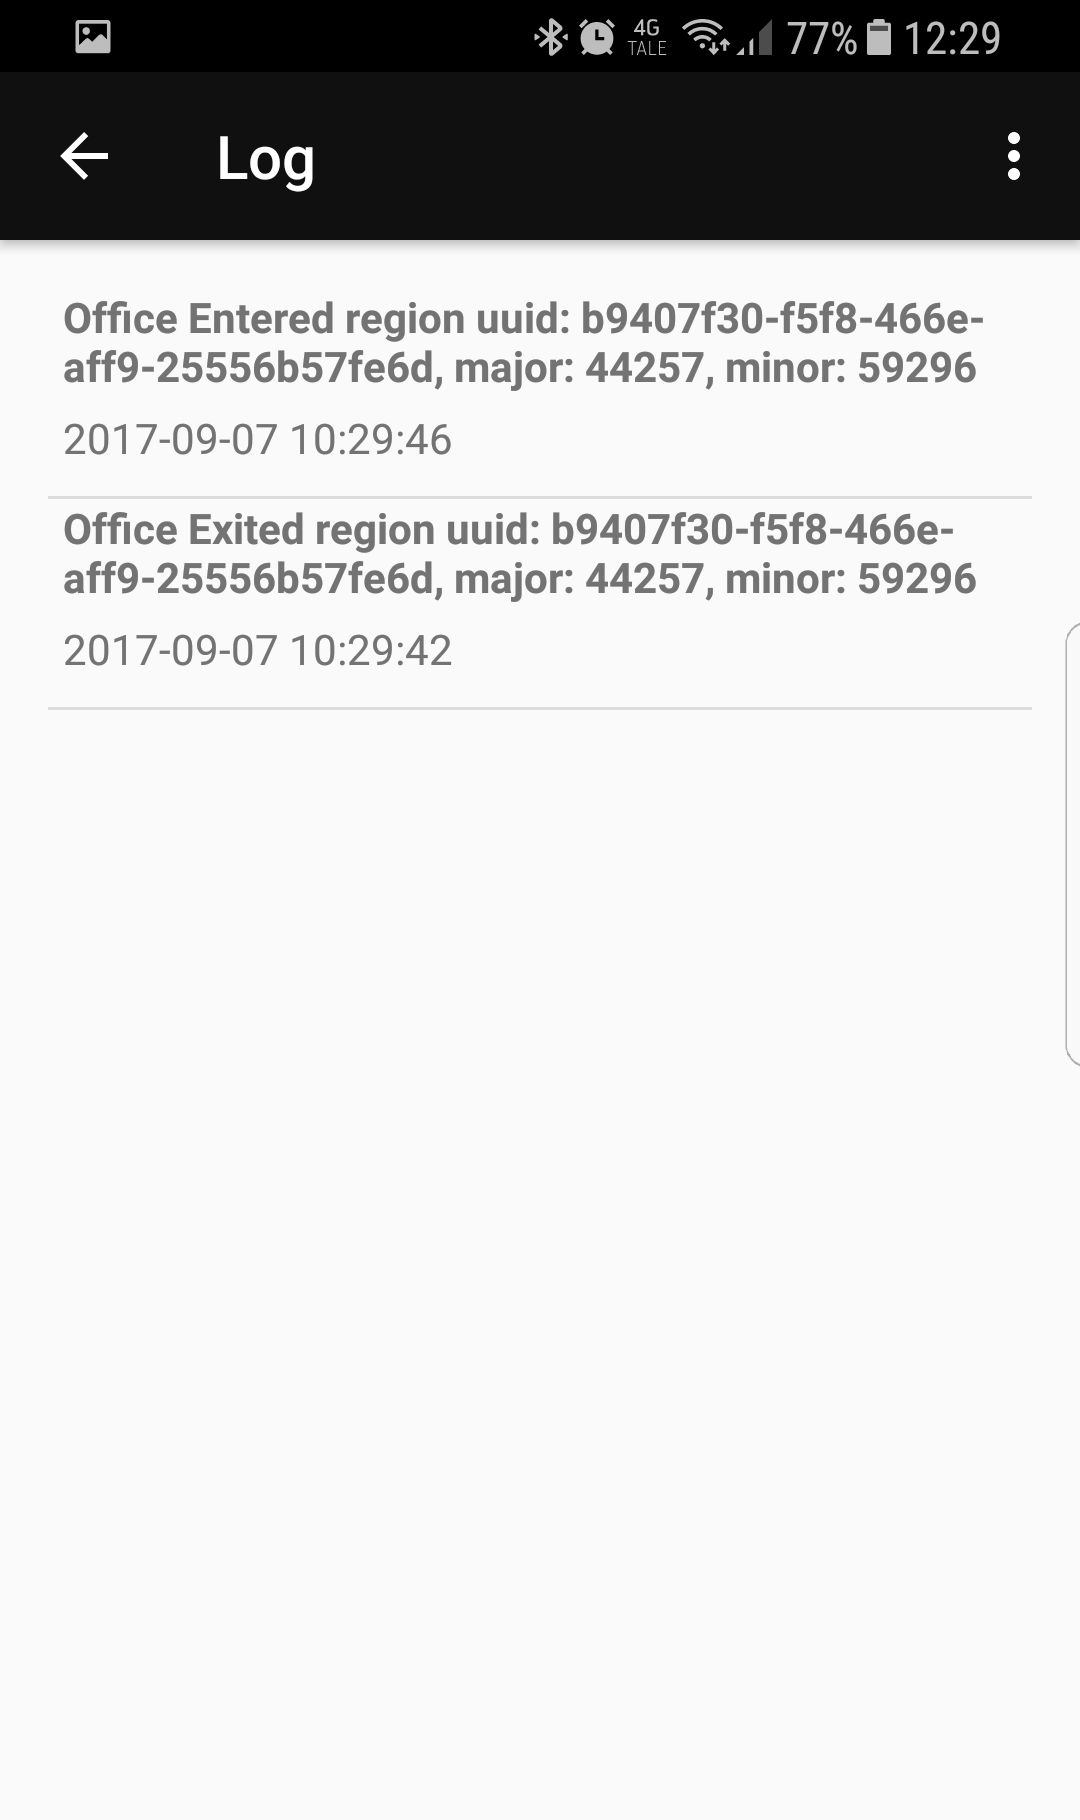 4G
TALE
77%
12:29
Log
Office Entered region uuid: b9407f30-f5f8-466e-
aff9-25556b57fe6d, major: 44257, minor: 59296
2017-09-07 10:29:46
Office Exited region uuid: b9407f30-f5f8-466e-
aff9-25556b57fe6d, major: 44257, minor: 59296
2017-09-07 10:29:42